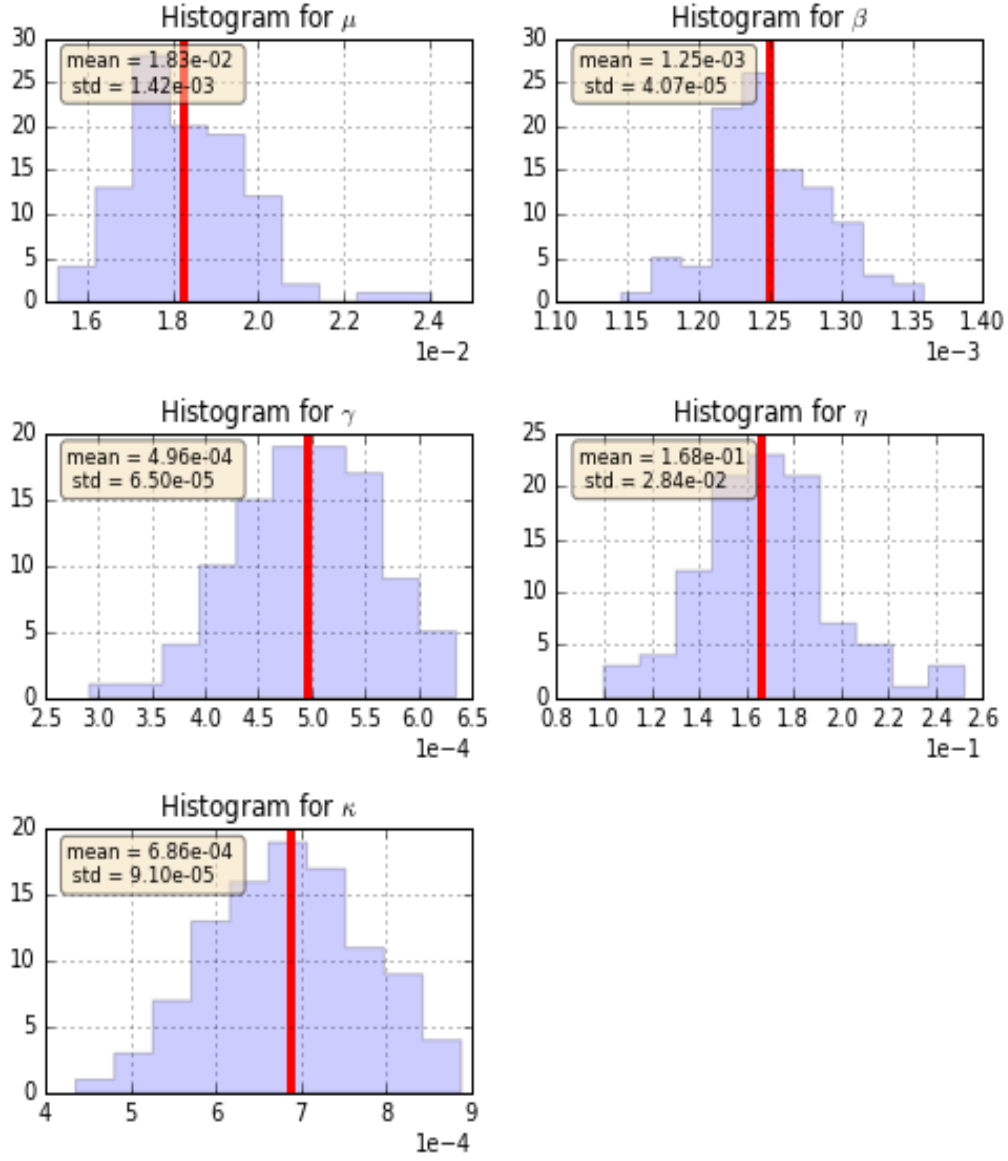 Histogram for μ
30
25
20
15
10
5
0
mean = 1.83e-02
std = 1.42e-03
1.6 1.8 2.0 2.2 2.4
1e−2
Histogram for β
30
25
20
15
10
5
0
mean = 1.25e-03
std = 4.07e-05
1.10 1.15 1.20 1.25 1.30 1.35 1.40
1e−3
Histogram for γ
20
15
10
5
0
mean = 4.96e-04
std = 6.50e-05
2.5 3.0 3.5 4.0 4.5 5.0 5.5 6.0 6.5
1e−4
Histogram for η
25
20
15
10
5
0
mean = 1.68e-01
std = 2.84e-02
0.8 1.0 1.2 1.4 1.6 1.8 2.0 2.2 2.4 2.6
1e−1
Histogram for κ
20
15
10
5
0
mean = 6.86e-04
std = 9.10e-05
4 5 6 7 8 9
1e−4